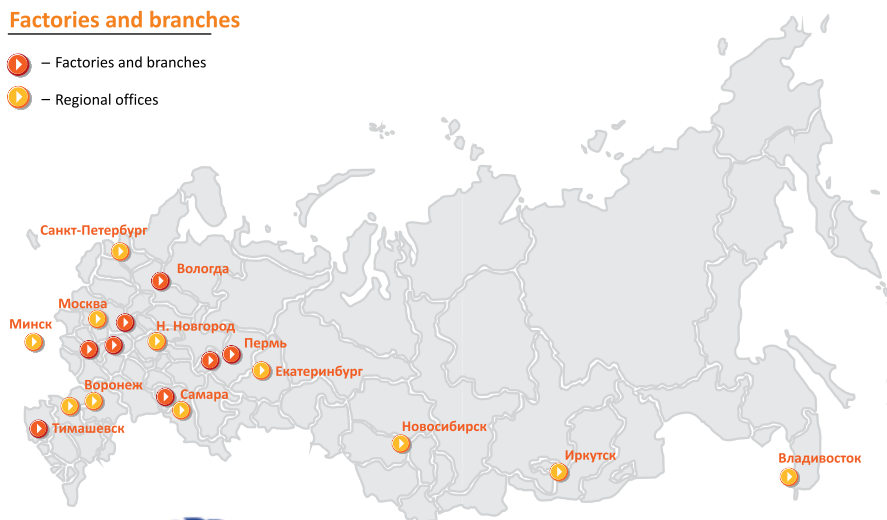 Factories and branches
– Factories and branches
– Regional offices
Санкт-Петербург
Вологда
Москва
Минск
Н. Новгород
Пермь
Екатеринбург
Воронеж
Самара
Тимашевск
Новосибирск
Иркутск
Владивосток